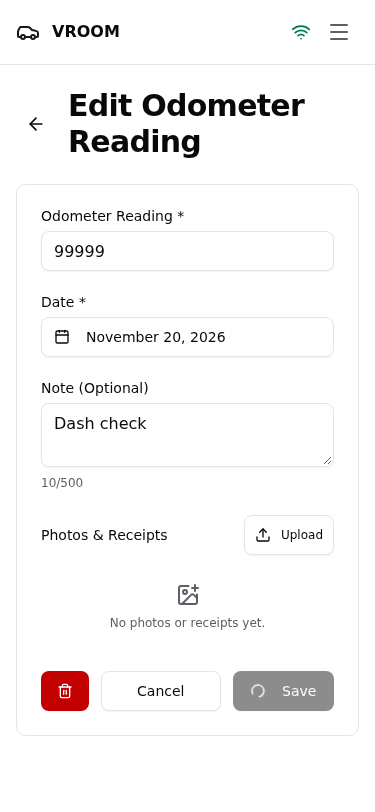 VROOM
Edit Odometer
Reading
Odometer Reading *
99999
Date *
November 20, 2026
Note (Optional)
Dash check
10/500
Photos & Receipts
Upload
No photos or receipts yet.
Cancel
Save